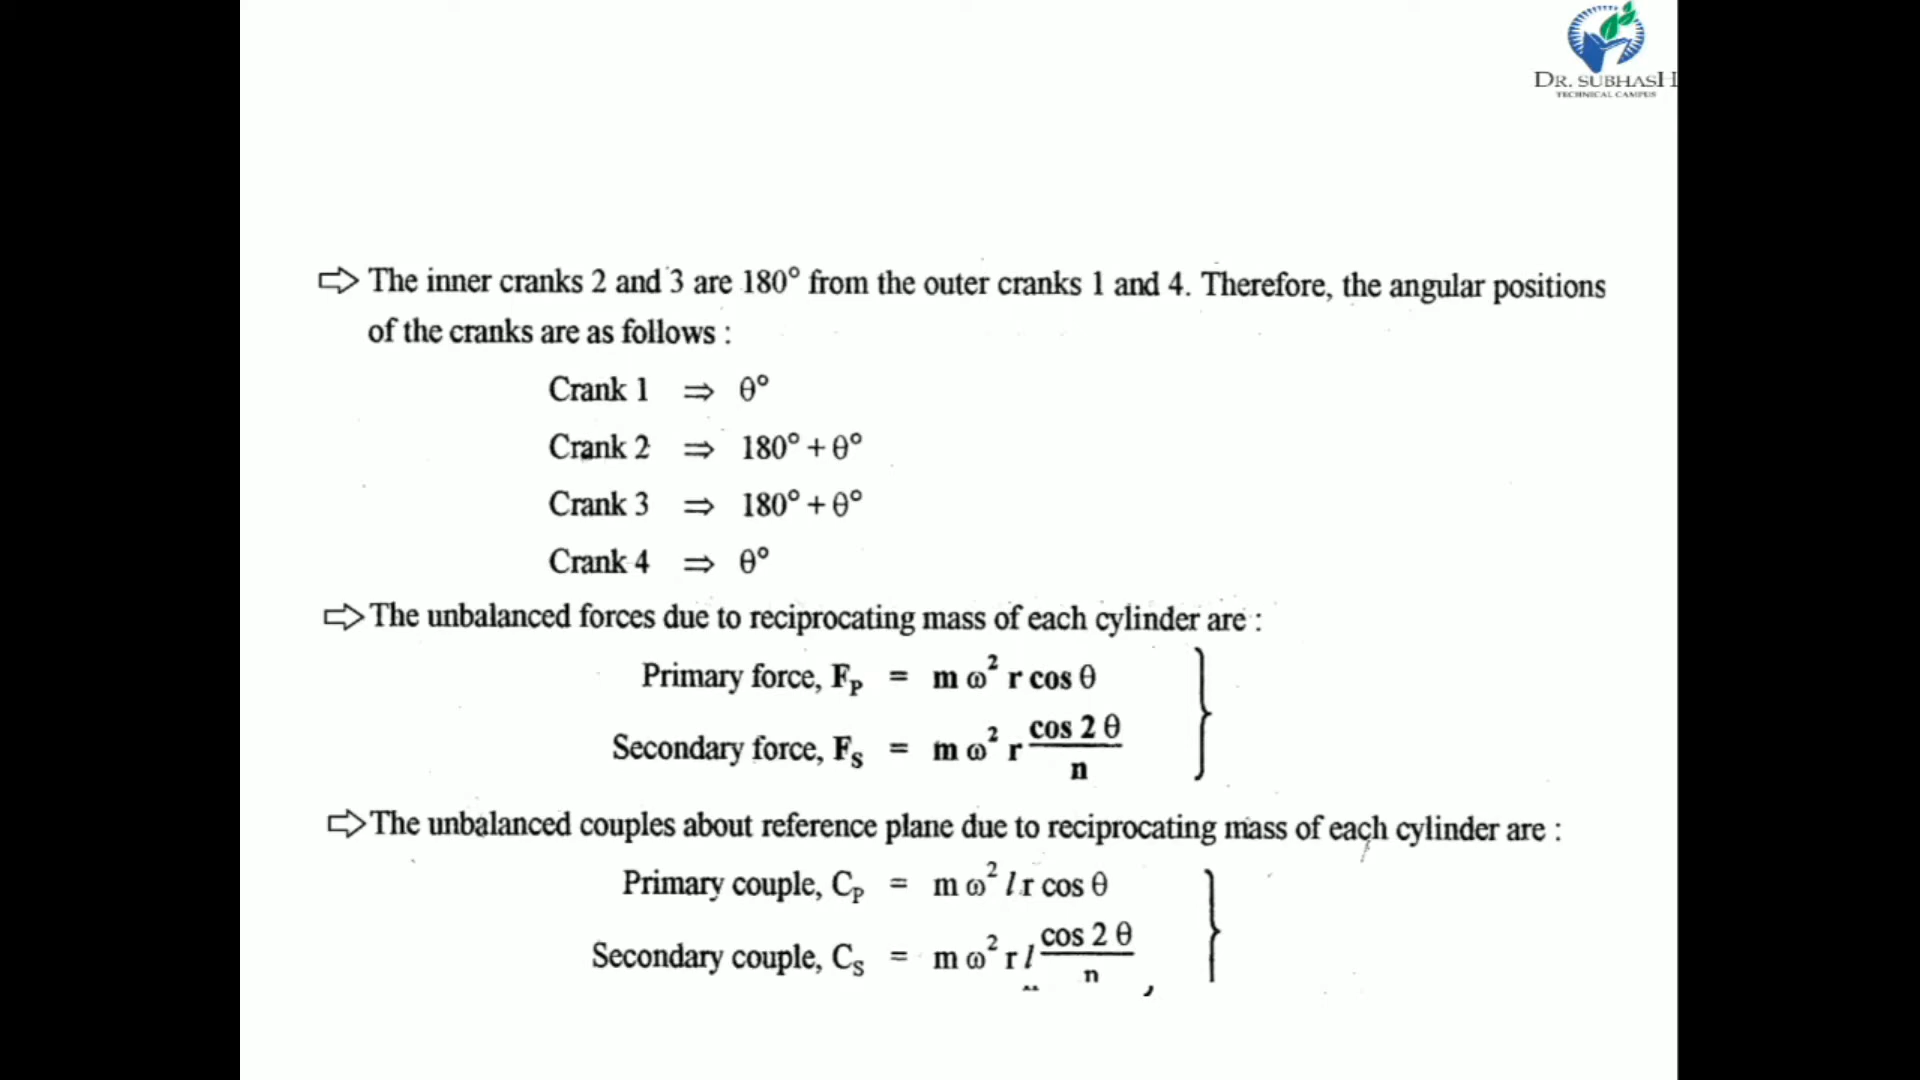 DR. SUBHASH
TECHNICAL CAMPUS
⇨ The inner cranks 2 and 3 are 180° from the outer cranks 1 and 4. Therefore, the angular positions
of the cranks are as follows :
Crank 1 ⇒ θ°
Crank 2 ⇒ 180° + θ°
Crank 3 ⇒ 180° + θ°
Crank 4 ⇒ θ°
⇨ The unbalanced forces due to reciprocating mass of each cylinder are :
Primary force, F_P = m ω² r cos θ
Secondary force, F_S = m ω² r cos 2 θ / n
⇨ The unbalanced couples about reference plane due to reciprocating mass of each cylinder are :
Primary couple, C_P = m ω² l r cos θ
Secondary couple, C_S = m ω² r l cos 2 θ / n